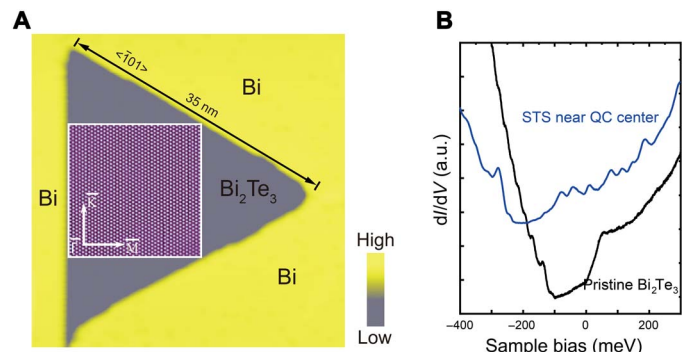 A
<1̄01>
35 nm
Bi
Bi
Bi₂Te₃
K̄
Γ̄
M̄
Bi
High
Low
B
dI/dV (a.u.)
STS near QC center
Pristine Bi₂Te₃
−400 −200 0 200
Sample bias (meV)